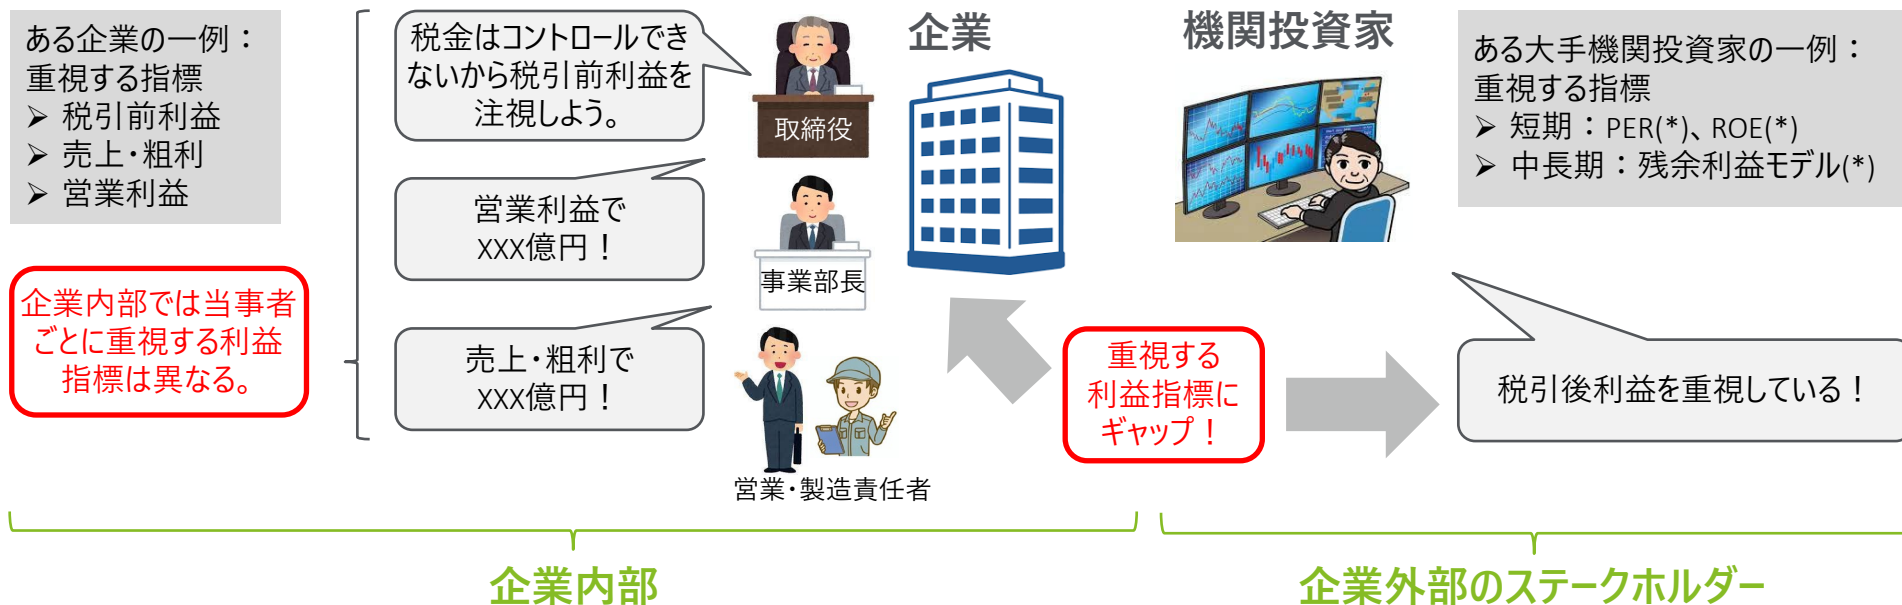 ある企業の一例：
重視する指標
➢ 税引前利益
➢ 売上・粗利
➢ 営業利益
企業内部では当事者
ごとに重視する利益
指標は異なる。
税金はコントロールでき
ないから税引前利益を
注視しよう。
取締役
営業利益で
XXX億円！
事業部長
売上・粗利で
XXX億円！
営業・製造責任者
企業
機関投資家
重視する
利益指標に
ギャップ！
ある大手機関投資家の一例：
重視する指標
➢ 短期：PER(*)、ROE(*)
➢ 中長期：残余利益モデル(*)
税引後利益を重視している！
企業内部
企業外部のステークホルダー